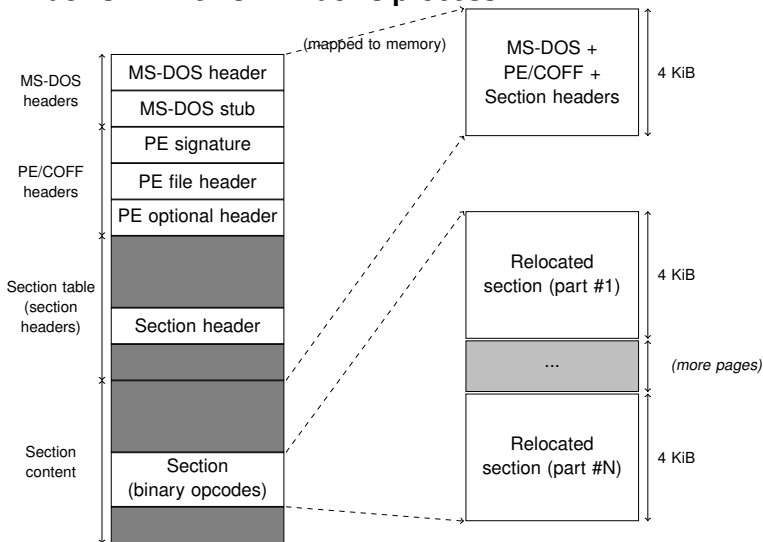 (mapped to memory)
MS-DOS
headers
MS-DOS header
MS-DOS stub
PE/COFF
headers
PE signature
PE file header
PE optional header
Section table
(section
headers)
Section header
Section
content
Section
(binary opcodes)
MS-DOS +
PE/COFF +
Section headers
4 KiB
Relocated
section (part #1)
4 KiB
...
(more pages)
Relocated
section (part #N)
4 KiB